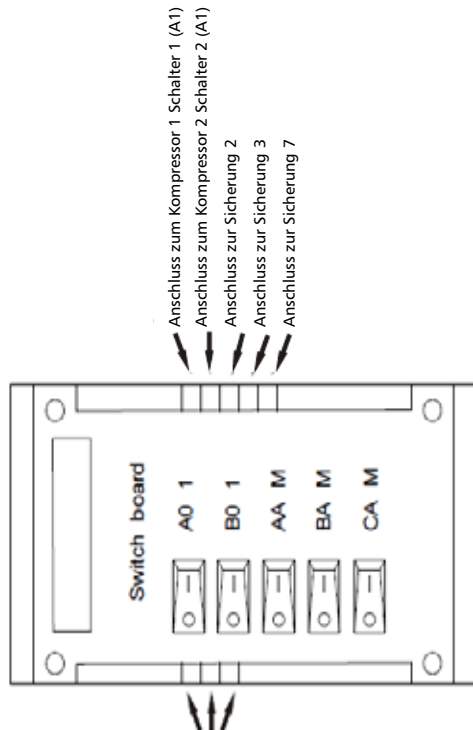 Anschluss zum Kompressor 1 Schalter 1 (A1)
Anschluss zum Kompressor 2 Schalter 2 (A1)
Anschluss zur Sicherung 2
Anschluss zur Sicherung 3
Anschluss zur Sicherung 7
Switch board
A0 1
B0 1
AA M
BA M
CA M